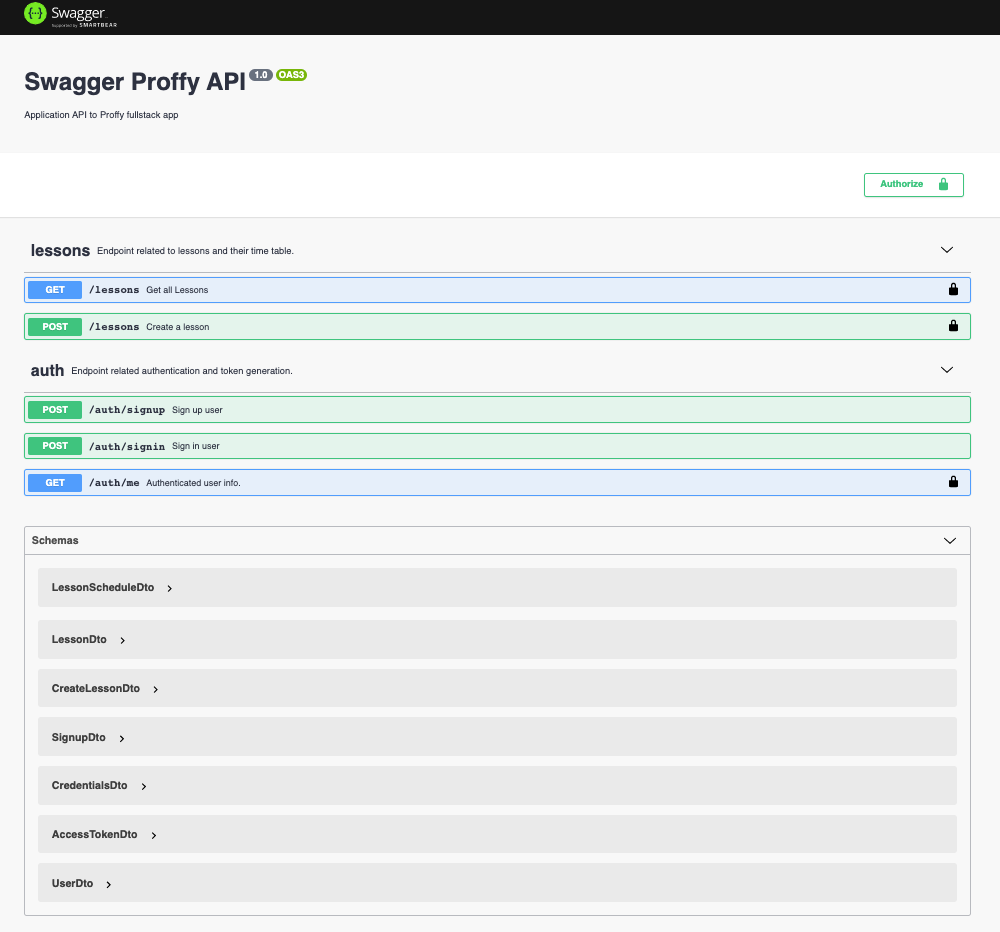 Swagger
Supported by SMARTBEAR
Swagger Proffy API 1.0 OAS3
Application API to Proffy fullstack app
Authorize
lessons Endpoint related to lessons and their time table.
GET /lessons Get all Lessons
POST /lessons Create a lesson
auth Endpoint related authentication and token generation.
POST /auth/signup Sign up user
POST /auth/signin Sign in user
GET /auth/me Authenticated user info.
Schemas
LessonScheduleDto
LessonDto
CreateLessonDto
SignupDto
CredentialsDto
AccessTokenDto
UserDto